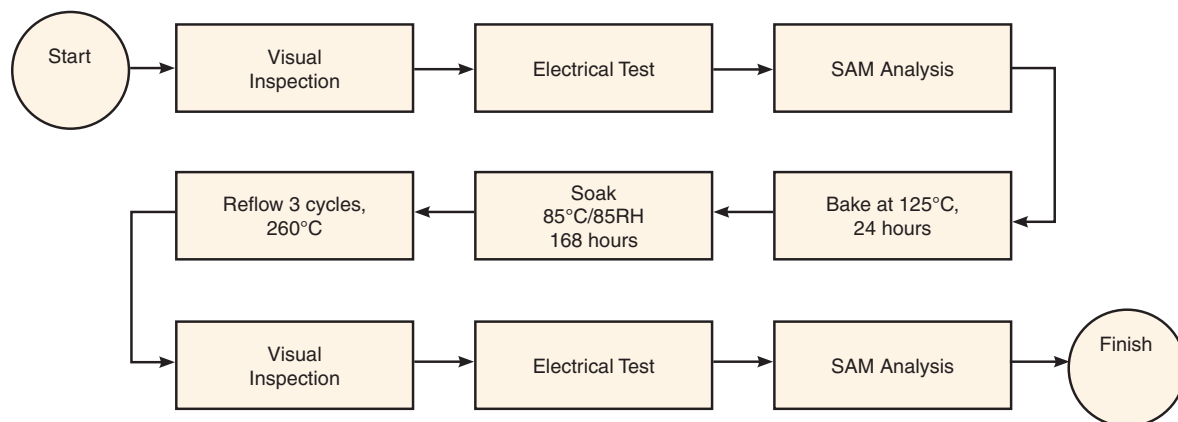 Start
Visual
Inspection
Electrical Test
SAM Analysis
Bake at 125°C,
24 hours
Soak
85°C/85RH
168 hours
Reflow 3 cycles,
260°C
Visual
Inspection
Electrical Test
SAM Analysis
Finish